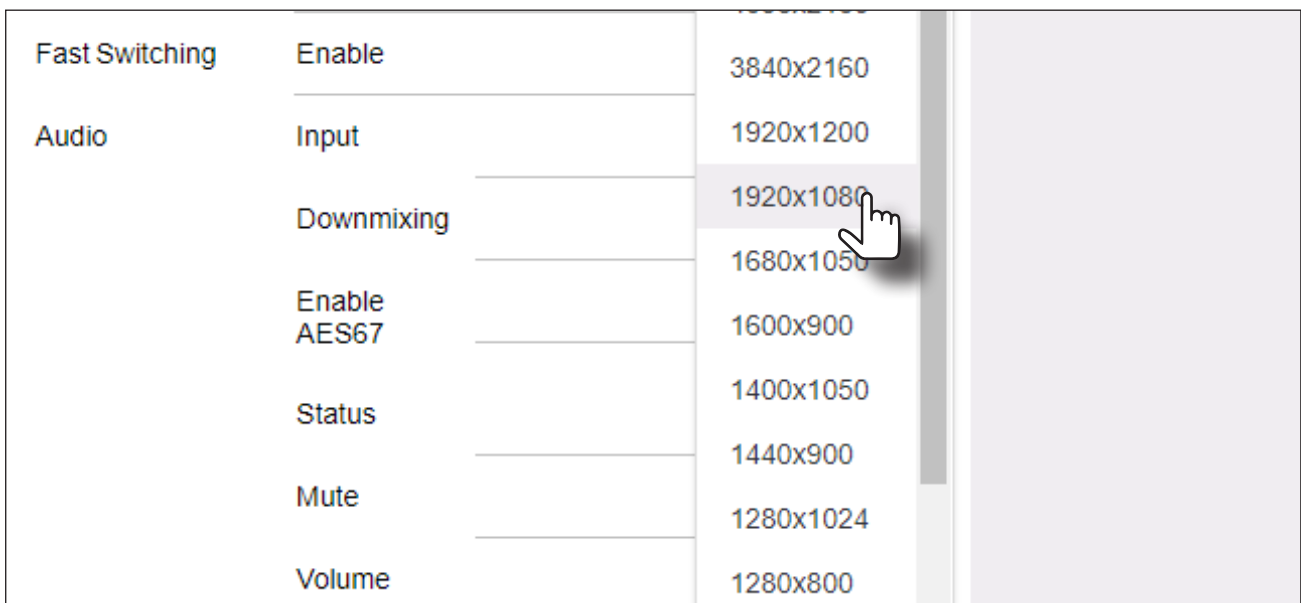 Fast Switching Enable
3840x2160
Audio Input
1920x1200
1920x1080
Downmixing
1680x1050
Enable
AES67
1600x900
1400x1050
Status
1440x900
Mute
1280x1024
Volume
1280x800